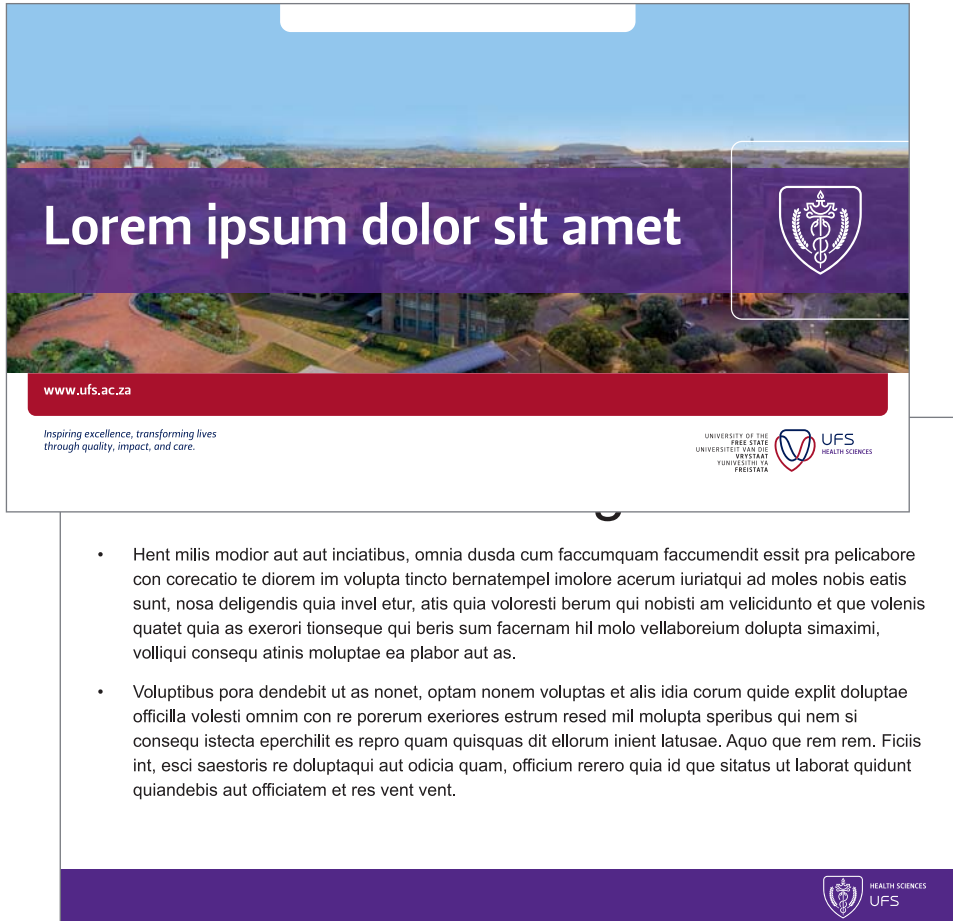 Lorem ipsum dolor sit amet
www.ufs.ac.za
Inspiring excellence, transforming lives
through quality, impact, and care.
UNIVERSITY OF THE
FREE STATE
UNIVERSITEIT VAN DIE
VRYSTAAT
YUNIVESITHI YA
FREISTATA
UFS
HEALTH SCIENCES
• Hent milis modior aut aut inciatibus, omnia dusda cum faccumquam faccumendit essit pra pelicabore
con corecatio te diorem im volupta tincto bernatempel imolore acerum iuriatqui ad moles nobis eatis
sunt, nosa deligendis quia invel etur, atis quia voloresti berum qui nobisti am velicidunto et que volenis
quatet quia as exerori tionseque qui beris sum facernam hil molo vellaboreium dolupta simaximi,
volliqui consequ atinis moluptae ea plabor aut as.
• Voluptibus pora dendebit ut as nonet, optam nonem voluptas et alis idia corum quide explit doluptae
officilla volesti omnim con re porerum exeriores estrum resed mil molupta speribus qui nem si
consequ istecta eperchilit es repro quam quisquas dit ellorum inient latusae. Aquo que rem rem. Ficiis
int, esci saestoris re doluptaqui aut odicia quam, officium rerero quia id que sitatus ut laborat quidunt
quiandebis aut officiatem et res vent vent.
HEALTH SCIENCES
UFS